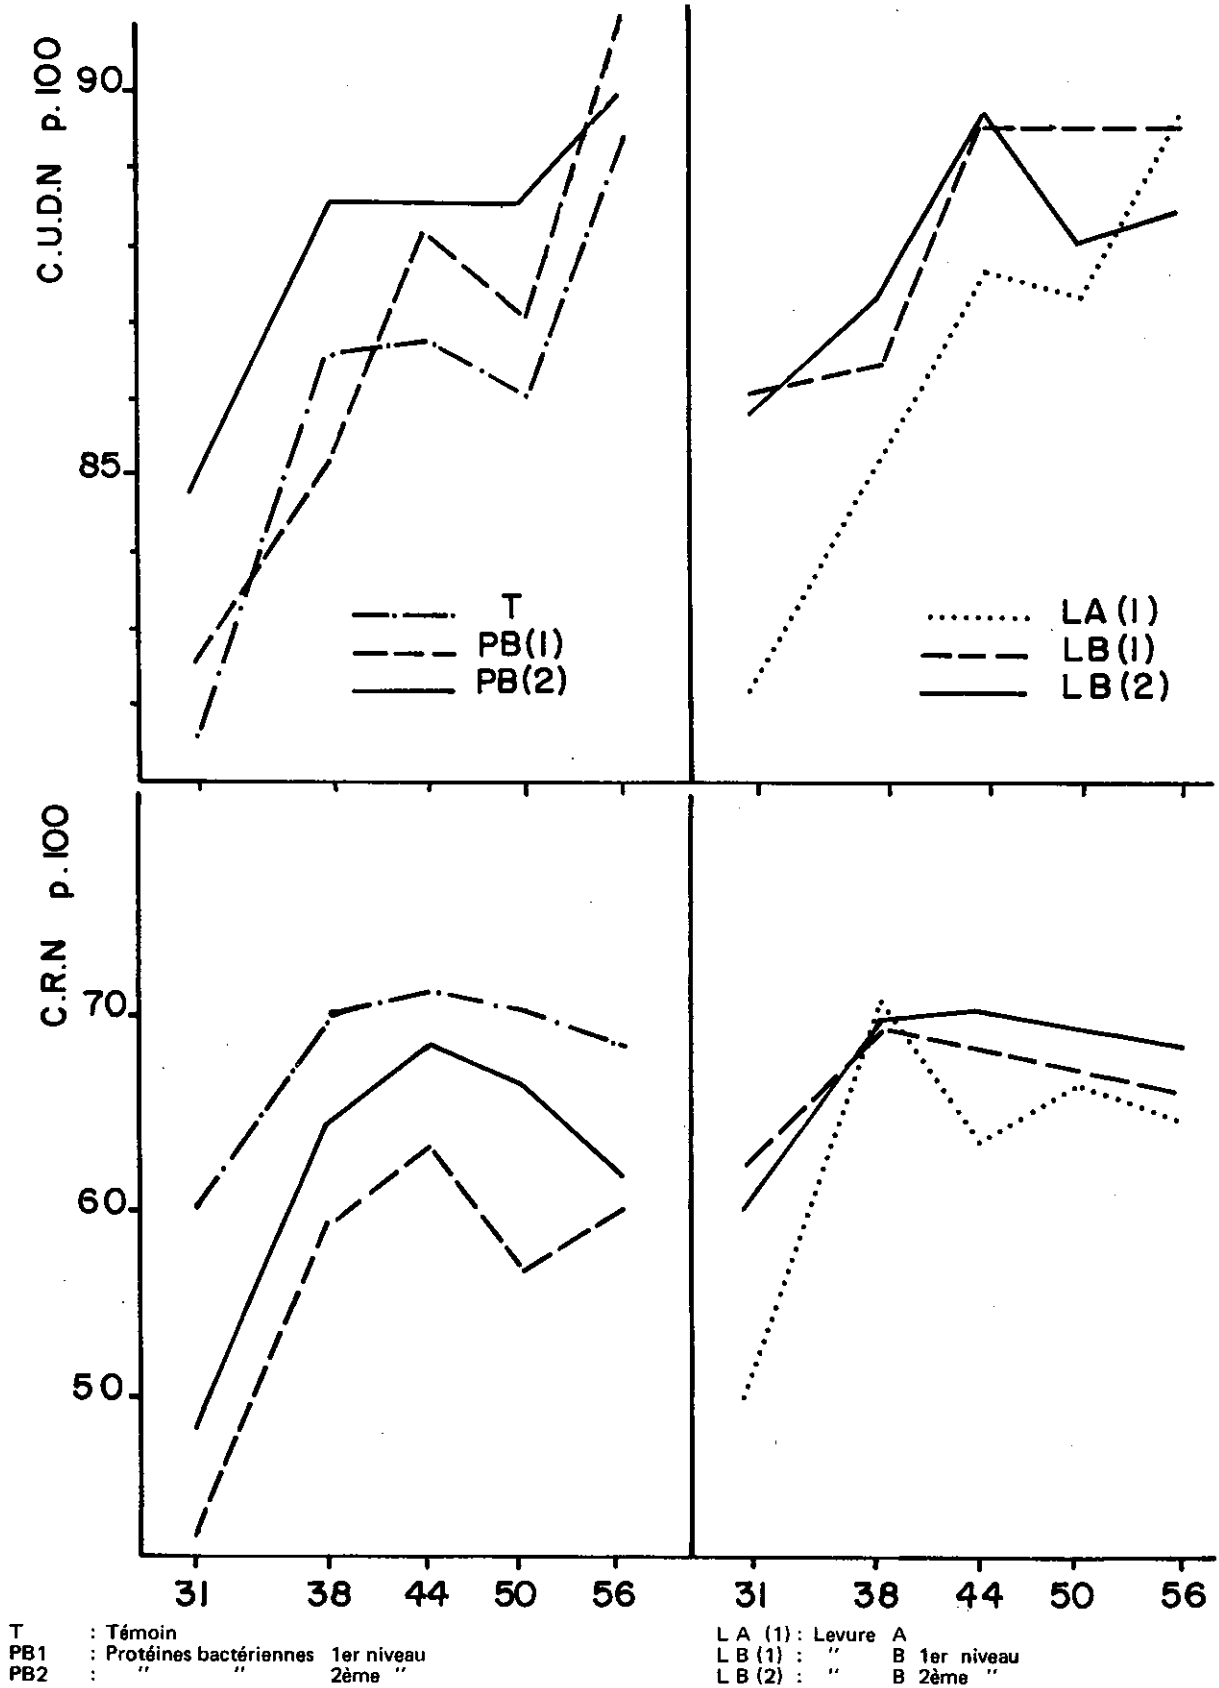 C.U.D.N p.100
90
85
T
PB(1)
PB(2)
LA(1)
LB(1)
LB(2)
C.R.N p.100
70
60
50
31 38 44 50 56
31 38 44 50 56
T : Témoin
PB1 : Protéines bactériennes 1er niveau
PB2 : " " 2ème "
L A (1) : Levure A
L B (1) : " B 1er niveau
L B (2) : " B 2ème "